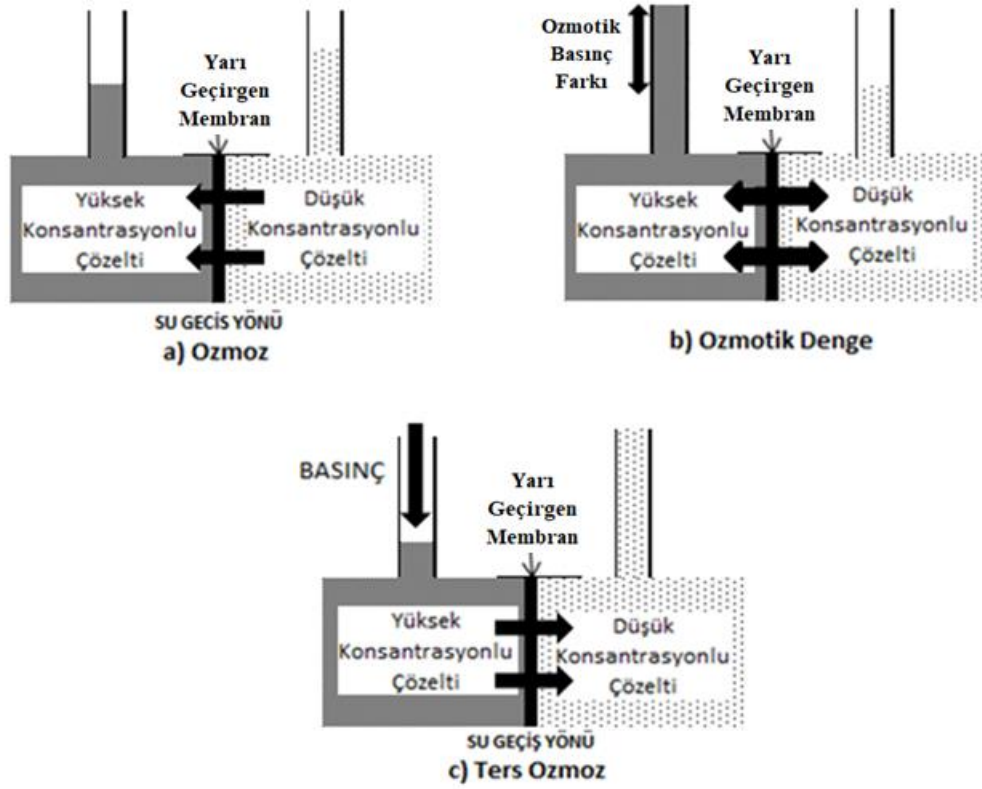 Yarı
Geçirgen
Membran
Yüksek
Konsantrasyonlu
Çözelti
Düşük
Konsantrasyonlu
Çözelti
SU GECİS YÖNÜ
a) Ozmoz
Ozmotik
Basınç
Farkı
Yarı
Geçirgen
Membran
Yüksek
Konsantrasyonlu
Çözelti
Düşük
Konsantrasyonlu
Çözelti
b) Ozmotik Denge
BASINÇ
Yarı
Geçirgen
Membran
Yüksek
Konsantrasyonlu
Çözelti
Düşük
Konsantrasyonlu
Çözelti
SU GEÇİŞ YÖNÜ
c) Ters Ozmoz